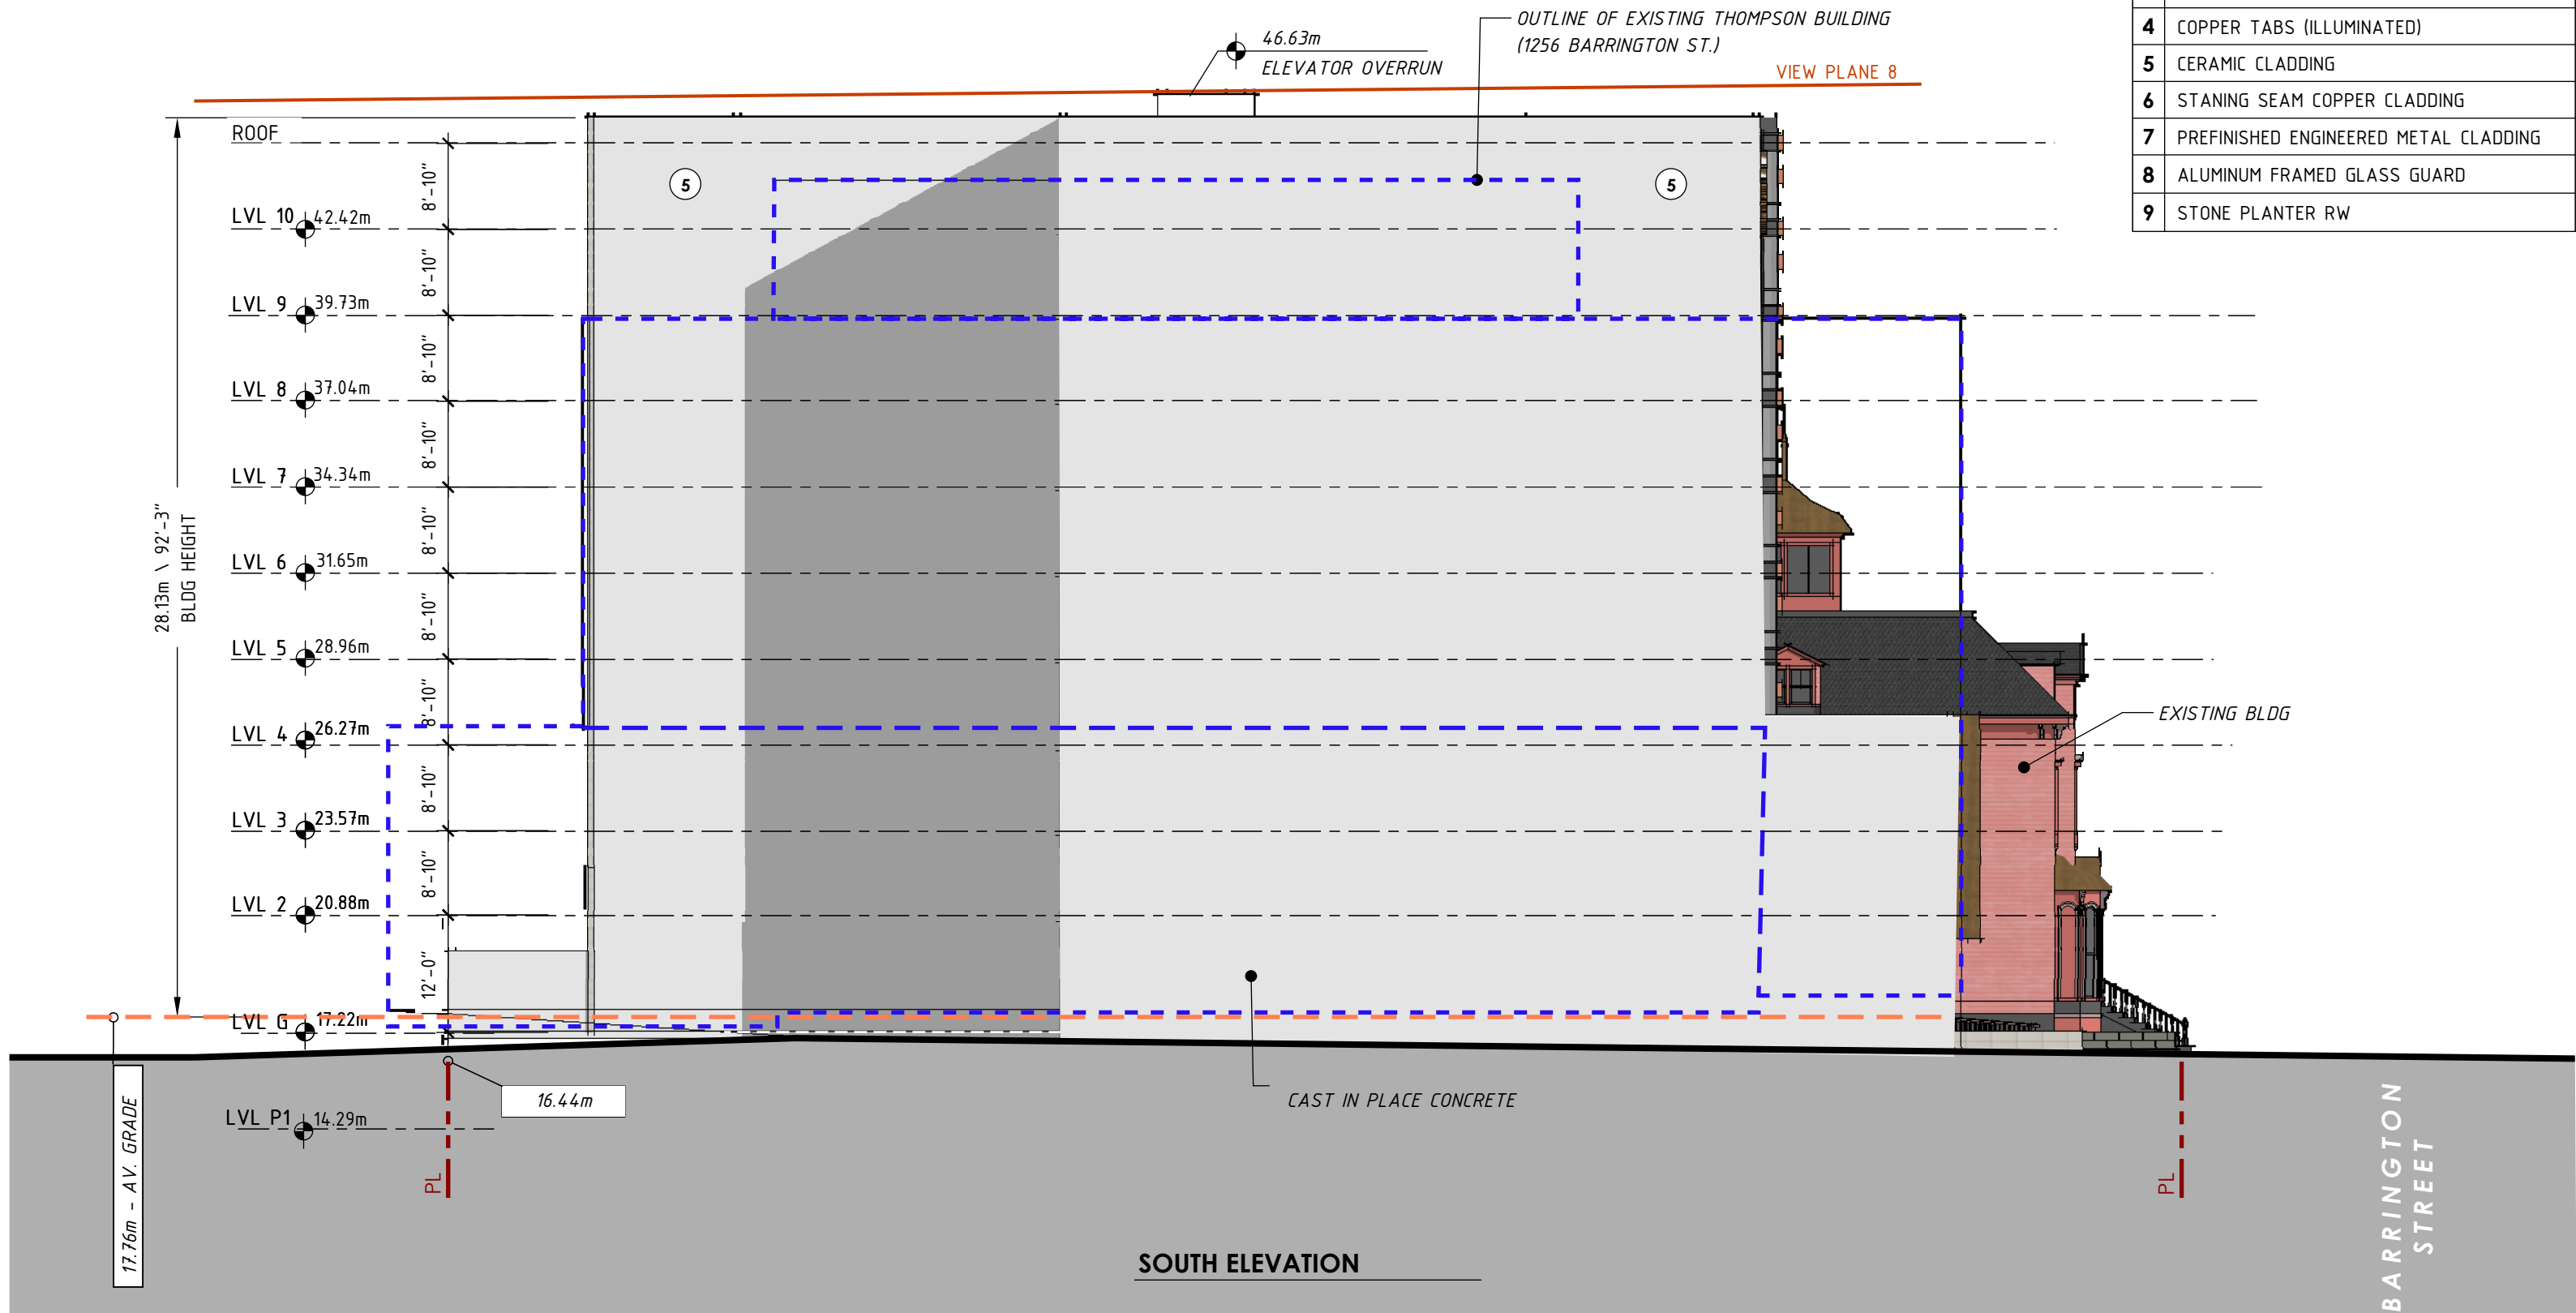 OUTLINE OF EXISTING THOMPSON BUILDING
(1256 BARRINGTON ST.)
46.63m
ELEVATOR OVERRUN
VIEW PLANE 8
4 COPPER TABS (ILLUMINATED)
5 CERAMIC CLADDING
6 STANING SEAM COPPER CLADDING
7 PREFINISHED ENGINEERED METAL CLADDING
8 ALUMINUM FRAMED GLASS GUARD
9 STONE PLANTER RW
ROOF
8'-10"
5
5
LVL 10 42.42m
8'-10"
LVL 9 39.73m
8'-10"
LVL 8 37.04m
8'-10"
LVL 7 34.34m
8'-10"
28.13m \ 92'-3"
BLDG HEIGHT
LVL 6 31.65m
8'-10"
LVL 5 28.96m
8'-10"
LVL 4 26.27m
8'-10"
LVL 3 23.57m
8'-10"
LVL 2 20.88m
12'-0"
LVL G 17.22m
EXISTING BLDG
17.76m - AV. GRADE
16.44m
CAST IN PLACE CONCRETE
LVL P1 14.29m
PL
PL
BARRINGTON
STREET
SOUTH ELEVATION